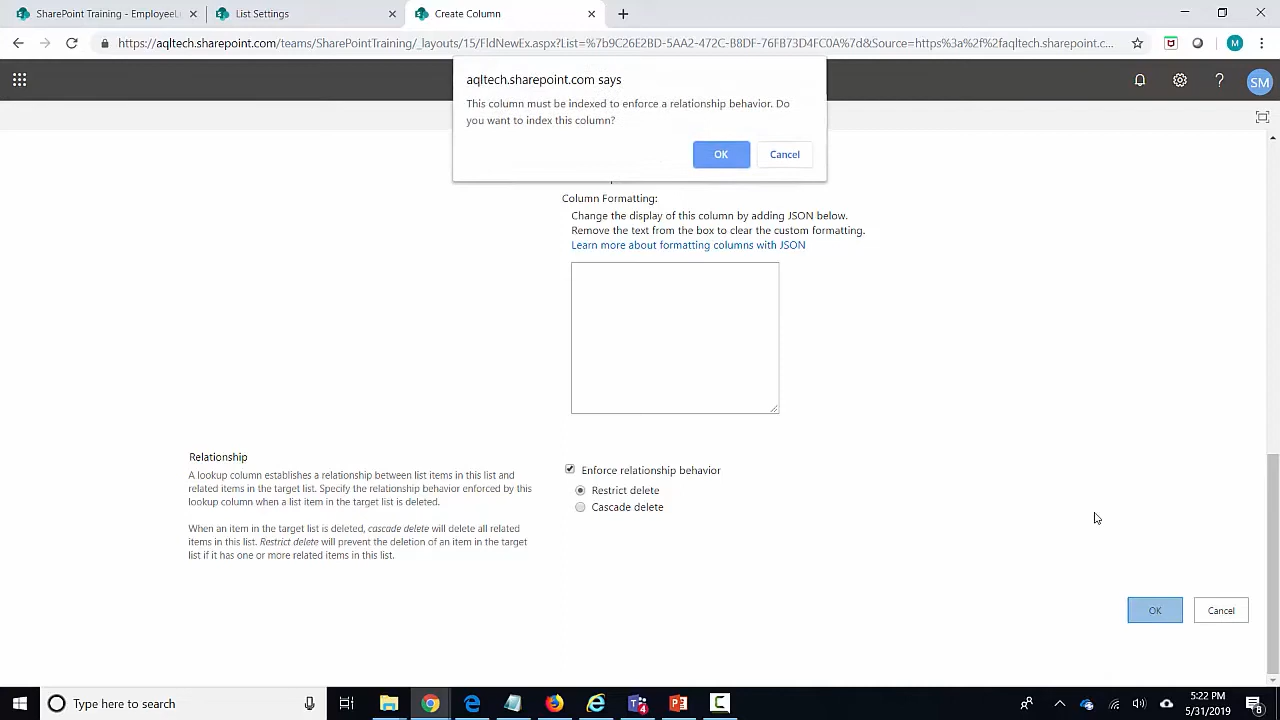 SharePoint Training - EmployeeL
List Settings
Create Column
https://aqltech.sharepoint.com/teams/SharePointTraining/_layouts/15/FldNewEx.aspx?List=%7b9C26E2BD-5AA2-472C-B8DF-76FB73D4FC0A%7d&Source=https%3a%2f%2faqltech.sharepoint.c...
M
SM
aqltech.sharepoint.com says
This column must be indexed to enforce a relationship behavior. Do
you want to index this column?
OK
Cancel
Column Formatting:
Change the display of this column by adding JSON below.
Remove the text from the box to clear the custom formatting.
Learn more about formatting columns with JSON
Relationship
A lookup column establishes a relationship between list items in this list and
related items in the target list. Specify the relationship behavior enforced by this
lookup column when a list item in the target list is deleted.
When an item in the target list is deleted, cascade delete will delete all related
items in this list. Restrict delete will prevent the deletion of an item in the target
list if it has one or more related items in this list.
Enforce relationship behavior
Restrict delete
Cascade delete
OK
Cancel
Type here to search
5:22 PM
5/31/2019